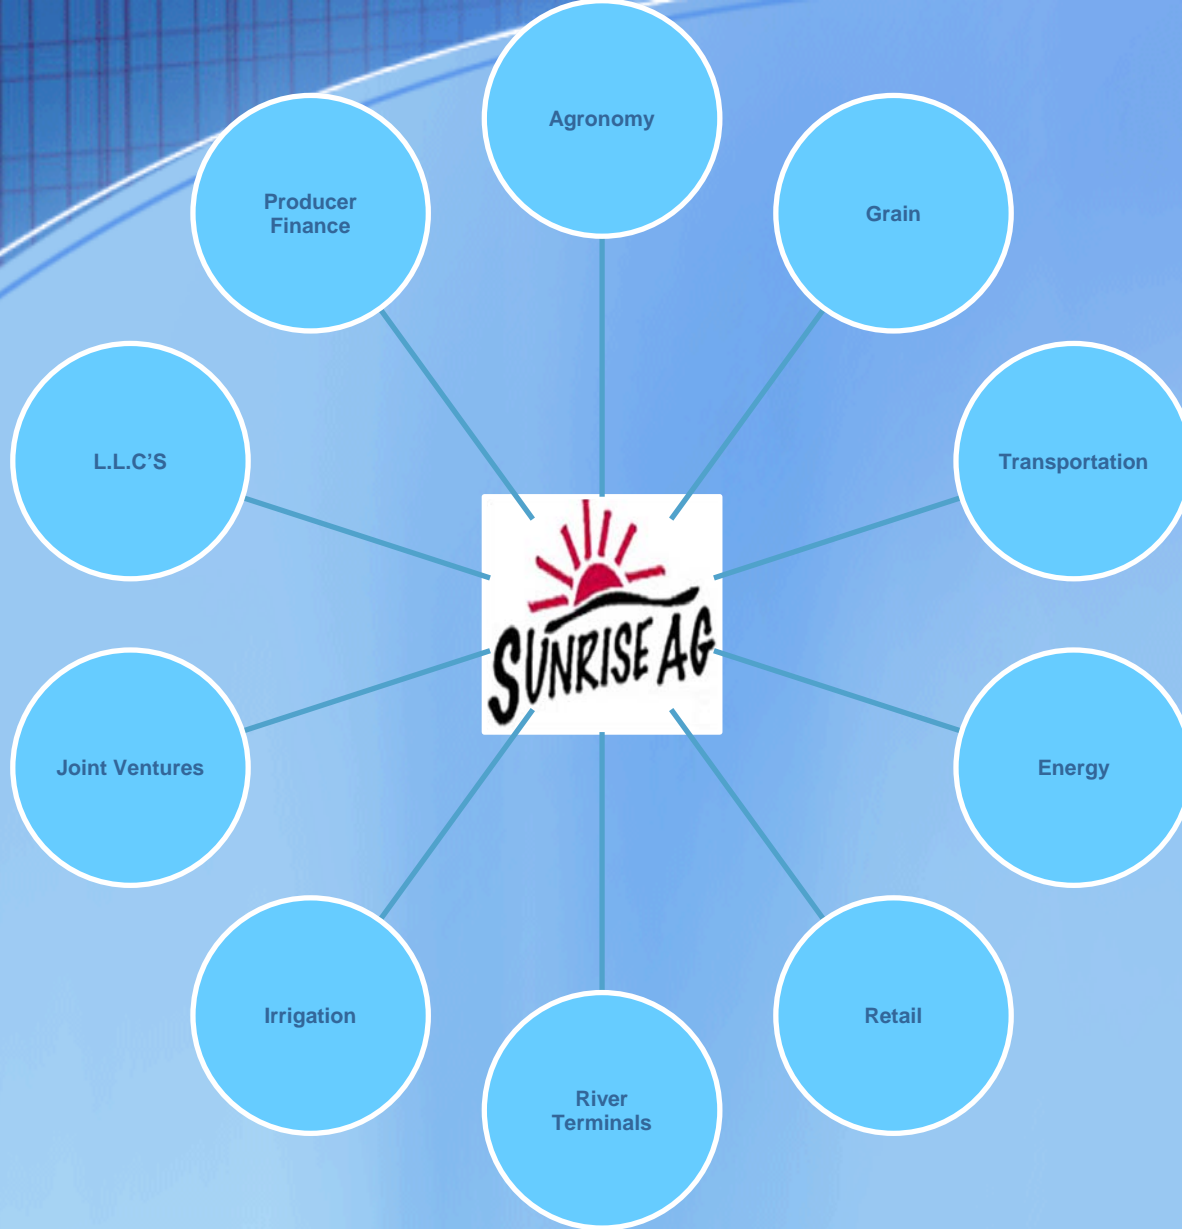 Agronomy
Producer
Finance
Grain
L.L.C’S
Transportation
SUNRISE AG
Joint Ventures
Energy
Irrigation
Retail
River
Terminals